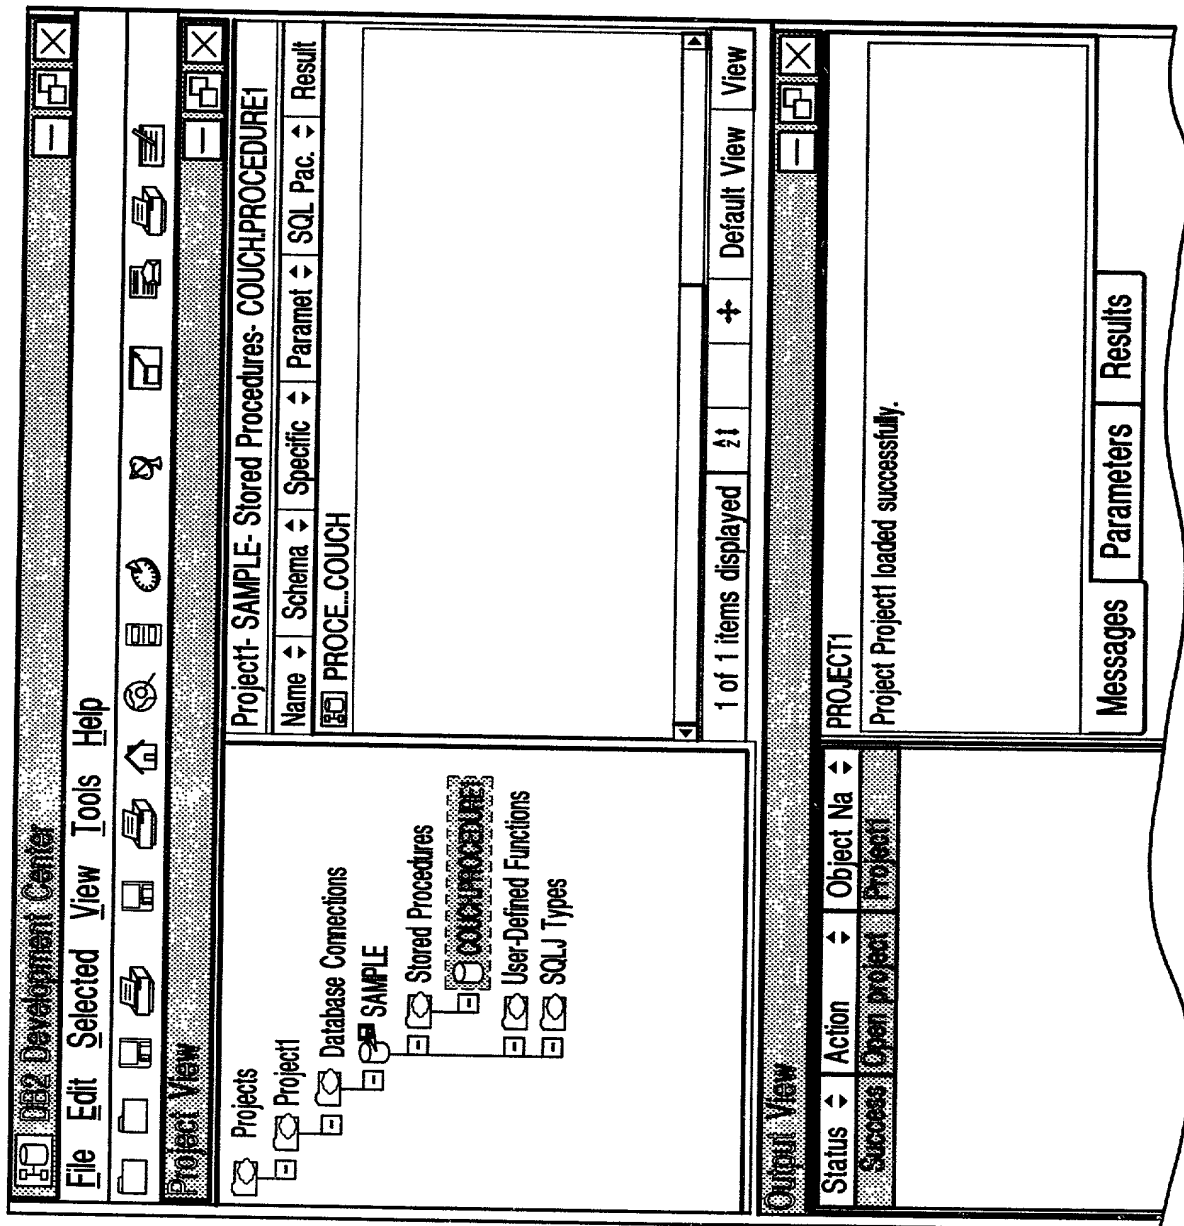 DB2 Development Center
File Edit Selected View Tools Help
Project View
Projects
Project1
Database Connections
SAMPLE
Stored Procedures
COUCH.PROCEDURE1
User-Defined Functions
SQLJ Types
Project1- SAMPLE- Stored Procedures- COUCH.PROCEDURE1
Name Schema Specific Paramet SQL Pac. Result
PROCE...COUCH
1 of 1 items displayed Default View View
Output View
Status Action Object Na
Success Open project Project1
PROJECT1
Project Project1 loaded successfully.
Messages Parameters Results